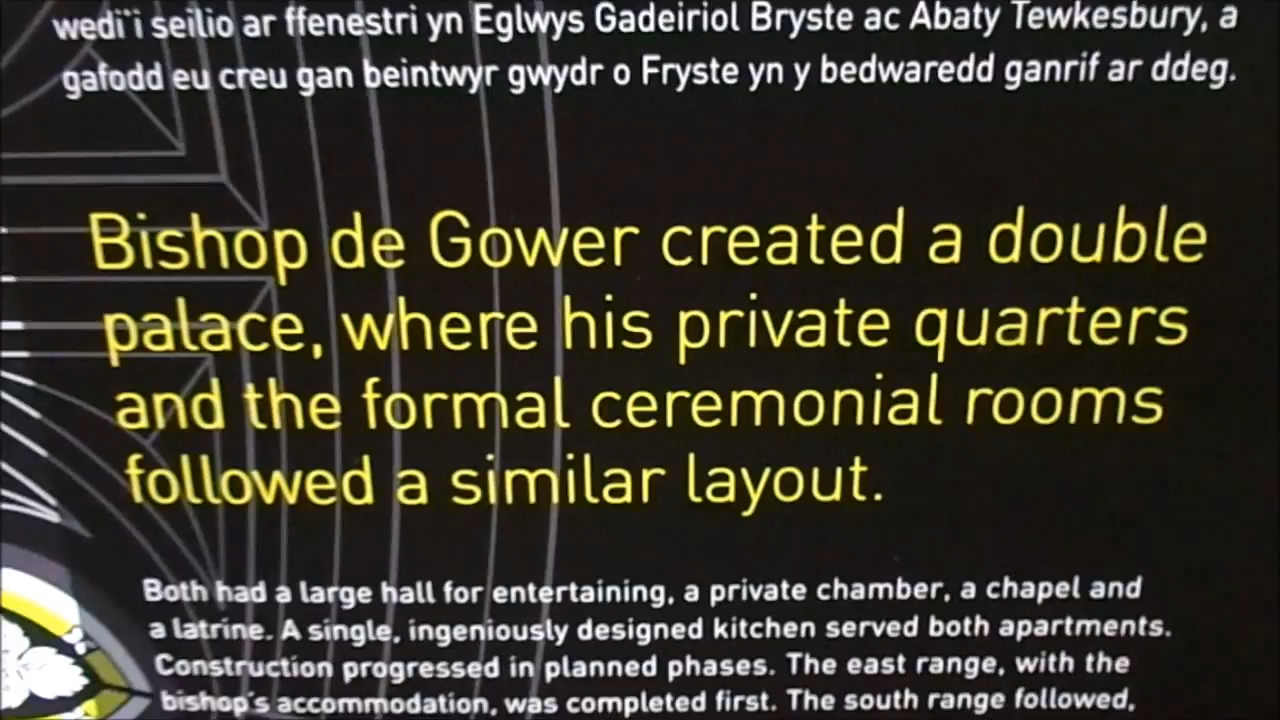 wedi'i seilio ar ffenestri yn Eglwys Gadeiriol Bryste ac Abaty Tewkesbury, a
gafodd eu creu gan beintwyr gwydr o Fryste yn y bedwaredd ganrif ar ddeg.
Bishop de Gower created a double
palace, where his private quarters
and the formal ceremonial rooms
followed a similar layout.
Both had a large hall for entertaining, a private chamber, a chapel and
a latrine. A single, ingeniously designed kitchen served both apartments.
Construction progressed in planned phases. The east range, with the
bishop's accommodation, was completed first. The south range followed,